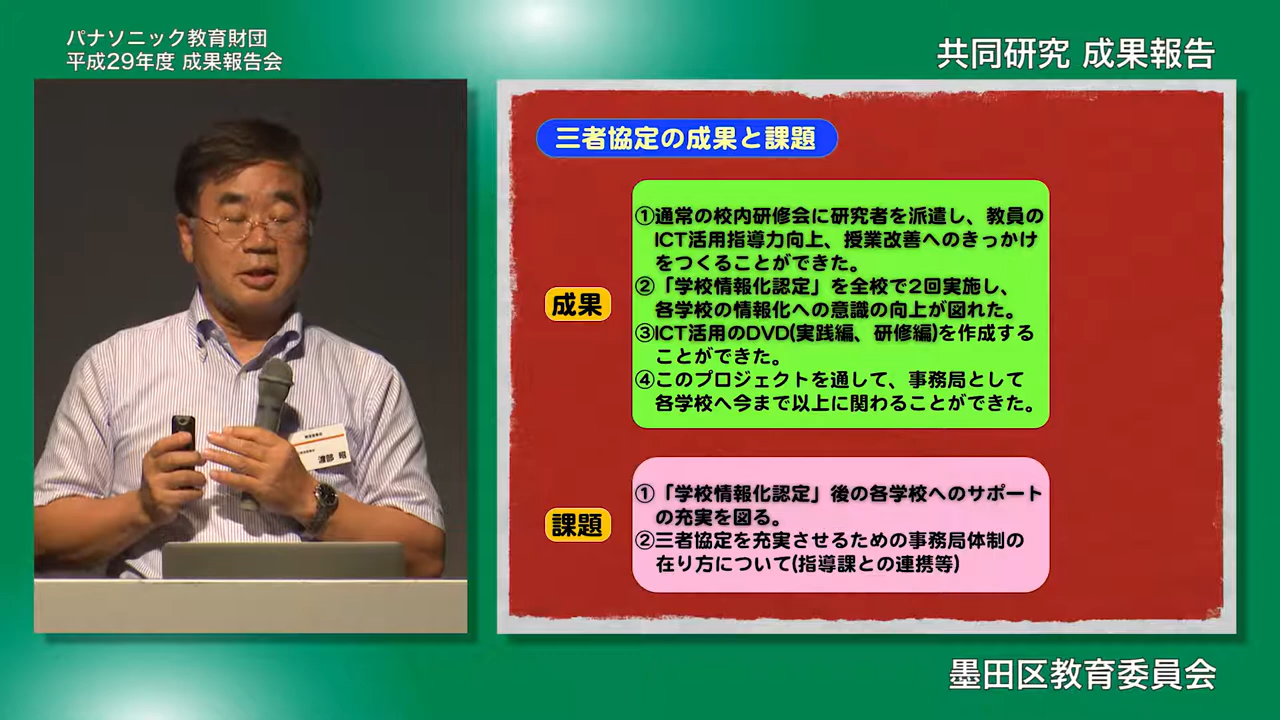 パナソニック教育財団
平成29年度 成果報告会
共同研究 成果報告
三者協定の成果と課題
成果
①通常の校内研修会に研究者を派遣し、教員の
ICT活用指導力向上、授業改善へのきっかけ
をつくることができた。
②「学校情報化認定」を全校で2回実施し、
各学校の情報化への意識の向上が図れた。
③ICT活用のDVD(実践編、研修編)を作成する
ことができた。
④このプロジェクトを通して、事務局として
各学校へ今まで以上に関わることができた。
課題
①「学校情報化認定」後の各学校へのサポート
の充実を図る。
②三者協定を充実させるための事務局体制の
在り方について(指導課との連携等)
渡部 昭
墨田区教育委員会